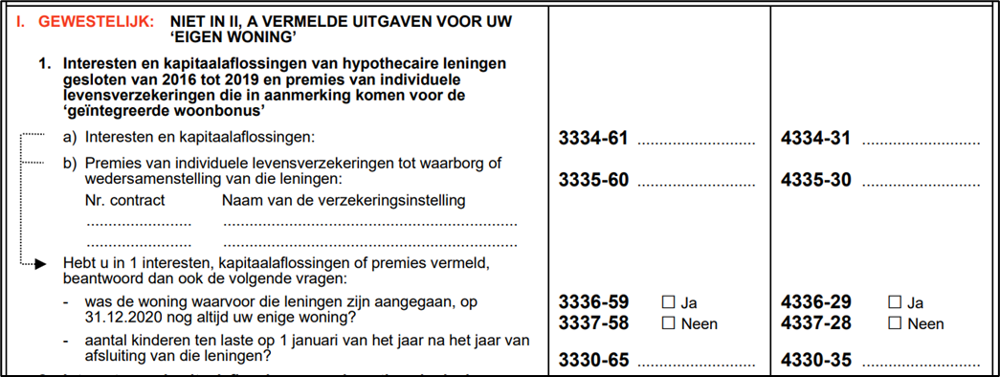 I. GEWESTELIJK: NIET IN II, A VERMELDE UITGAVEN VOOR UW
'EIGEN WONING'
1. Interesten en kapitaalaflossingen van hypothecaire leningen
gesloten van 2016 tot 2019 en premies van individuele
levensverzekeringen die in aanmerking komen voor de
'geïntegreerde woonbonus'
a) Interesten en kapitaalaflossingen: 3334-61 ........................... 4334-31 ...........................
b) Premies van individuele levensverzekeringen tot waarborg of
wedersamenstelling van die leningen: 3335-60 ........................... 4335-30 ...........................
Nr. contract Naam van de verzekeringsinstelling
........................ ....................................................................
........................ ....................................................................
Hebt u in 1 interesten, kapitaalaflossingen of premies vermeld,
beantwoord dan ook de volgende vragen:
- was de woning waarvoor die leningen zijn aangegaan, op 3336-59 ☐ Ja 4336-29 ☐ Ja
31.12.2020 nog altijd uw enige woning? 3337-58 ☐ Neen 4337-28 ☐ Neen
- aantal kinderen ten laste op 1 januari van het jaar na het jaar van
afsluiting van die leningen? 3330-65 ........................... 4330-35 ...........................